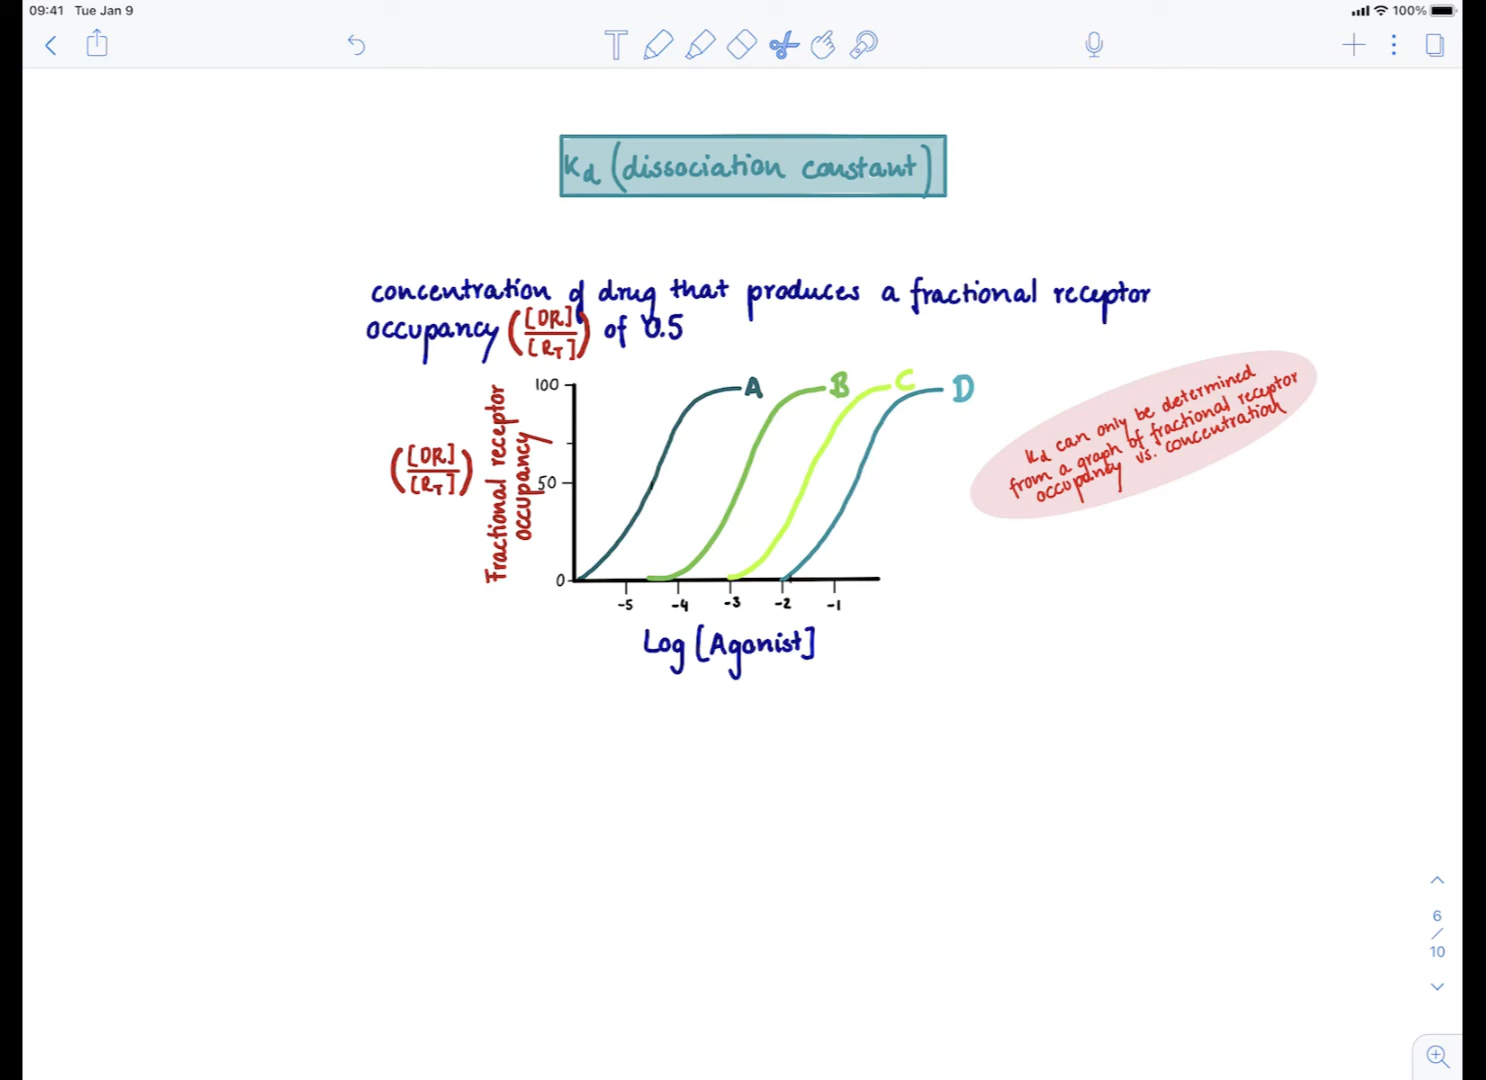 09:41 Tue Jan 9
100%
T
Kd (dissociation constant)
concentration of drug that produces a fractional receptor
occupancy ([DR]/[RT]) of 0.5
([DR]/[RT])
Fractional receptor
occupancy
100
50
0
A
B
C
D
-5 -4 -3 -2 -1
Log [Agonist]
Kd can only be determined
from a graph of fractional receptor
occupancy vs. concentration
6
/
10